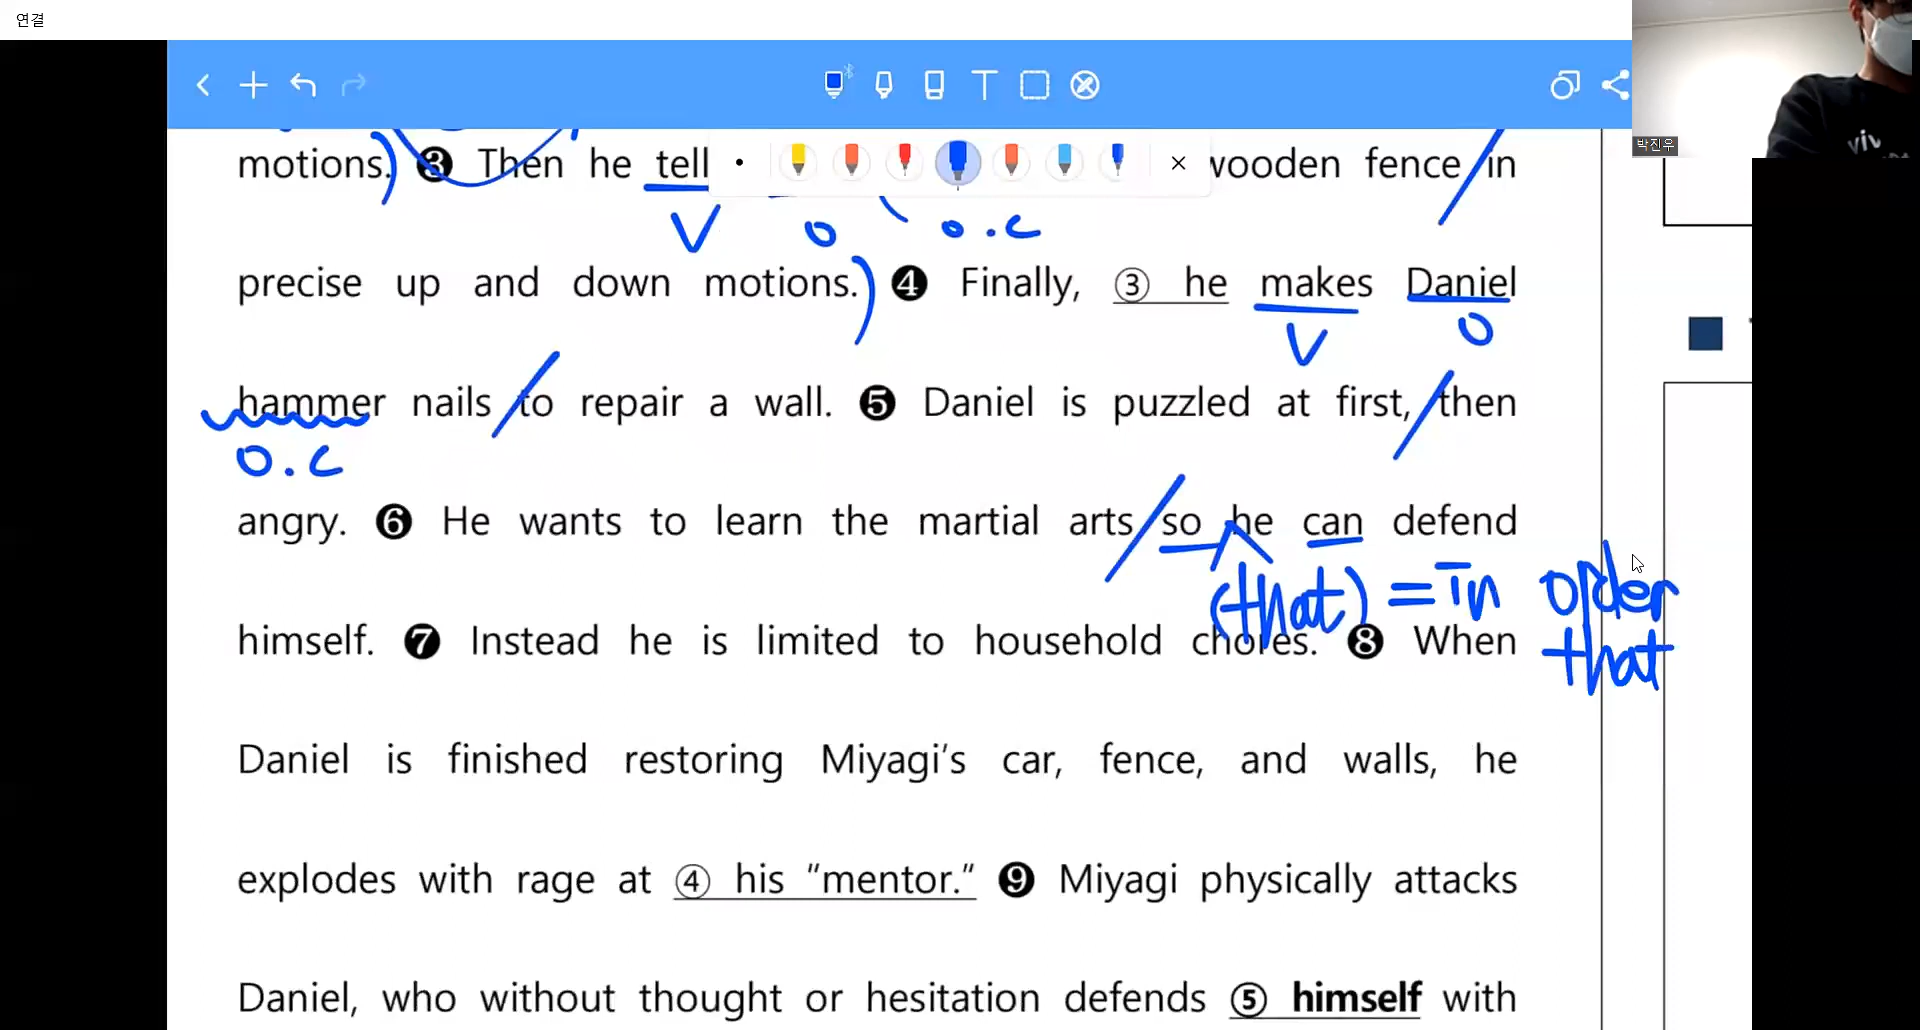 연결
박진우
viv
motions.) ❸ Then he tell wooden fence / in
V O O.C
precise up and down motions.) ❹ Finally, ③ he makes Daniel
V O
hammer nails / to repair a wall. ❺ Daniel is puzzled at first, / then
O.C
angry. ❻ He wants to learn the martial arts / so he can defend
(that) = in order that
himself. ❼ Instead he is limited to household chores. ❽ When
Daniel is finished restoring Miyagi's car, fence, and walls, he
explodes with rage at ④ his "mentor." ❾ Miyagi physically attacks
Daniel, who without thought or hesitation defends ⑤ himself with